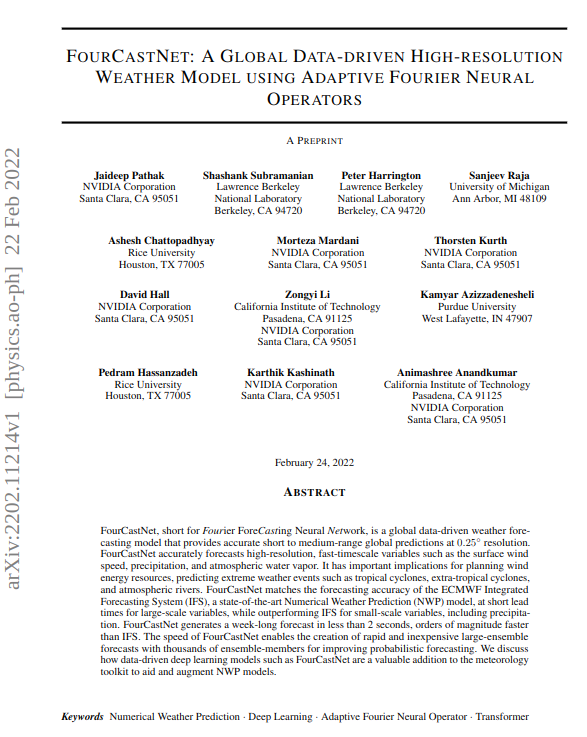 FOURCASTNET: A GLOBAL DATA-DRIVEN HIGH-RESOLUTION
WEATHER MODEL USING ADAPTIVE FOURIER NEURAL
OPERATORS
A PREPRINT
Jaideep Pathak
NVIDIA Corporation
Santa Clara, CA 95051
Shashank Subramanian
Lawrence Berkeley
National Laboratory
Berkeley, CA 94720
Peter Harrington
Lawrence Berkeley
National Laboratory
Berkeley, CA 94720
Sanjeev Raja
University of Michigan
Ann Arbor, MI 48109
Ashesh Chattopadhyay
Rice University
Houston, TX 77005
Morteza Mardani
NVIDIA Corporation
Santa Clara, CA 95051
Thorsten Kurth
NVIDIA Corporation
Santa Clara, CA 95051
David Hall
NVIDIA Corporation
Santa Clara, CA 95051
Zongyi Li
California Institute of Technology
Pasadena, CA 91125
NVIDIA Corporation
Santa Clara, CA 95051
Kamyar Azizzadenesheli
Purdue University
West Lafayette, IN 47907
Pedram Hassanzadeh
Rice University
Houston, TX 77005
Karthik Kashinath
NVIDIA Corporation
Santa Clara, CA 95051
Animashree Anandkumar
California Institute of Technology
Pasadena, CA 91125
NVIDIA Corporation
Santa Clara, CA 95051
February 24, 2022
ABSTRACT
FourCastNet, short for Fourier ForeCasting Neural Network, is a global data-driven weather fore-
casting model that provides accurate short to medium-range global predictions at 0.25° resolution.
FourCastNet accurately forecasts high-resolution, fast-timescale variables such as the surface wind
speed, precipitation, and atmospheric water vapor. It has important implications for planning wind
energy resources, predicting extreme weather events such as tropical cyclones, extra-tropical cyclones,
and atmospheric rivers. FourCastNet matches the forecasting accuracy of the ECMWF Integrated
Forecasting System (IFS), a state-of-the-art Numerical Weather Prediction (NWP) model, at short lead
times for large-scale variables, while outperforming IFS for small-scale variables, including precipita-
tion. FourCastNet generates a week-long forecast in less than 2 seconds, orders of magnitude faster
than IFS. The speed of FourCastNet enables the creation of rapid and inexpensive large-ensemble
forecasts with thousands of ensemble-members for improving probabilistic forecasting. We discuss
how data-driven deep learning models such as FourCastNet are a valuable addition to the meteorology
toolkit to aid and augment NWP models.
Keywords Numerical Weather Prediction · Deep Learning · Adaptive Fourier Neural Operator · Transformer
arXiv:2202.11214v1 [physics.ao-ph] 22 Feb 2022